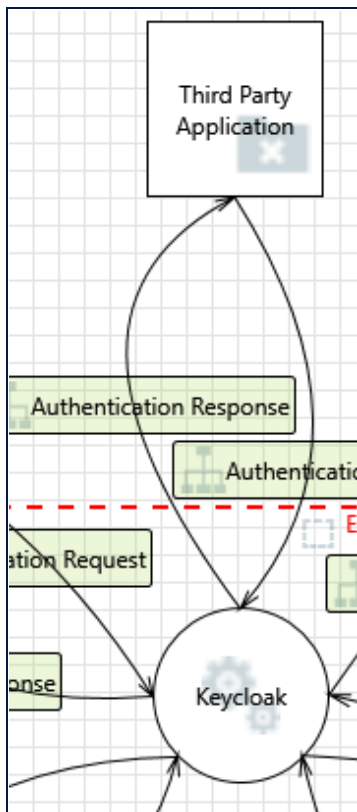 Third Party
Application
Authentication Response
Authenticatio
E
ation Request
onse
Keycloak